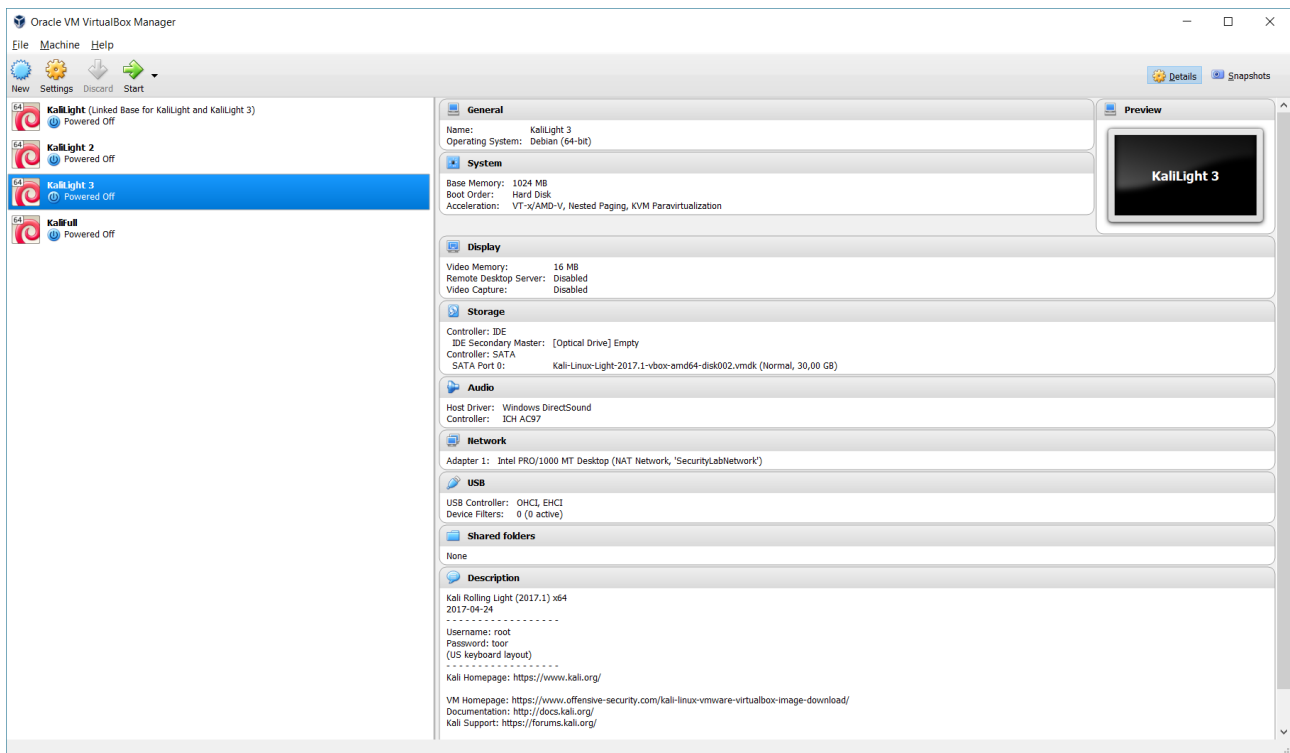 Oracle VM VirtualBox Manager
File Machine Help
New Settings Discard Start
Details Snapshots
64
KaliLight (Linked Base for KaliLight and KaliLight 3)
Powered Off
64
KaliLight 2
Powered Off
64
KaliLight 3
Powered Off
64
KaliFull
Powered Off
General
Name: KaliLight 3
Operating System: Debian (64-bit)
System
Base Memory: 1024 MB
Boot Order: Hard Disk
Acceleration: VT-x/AMD-V, Nested Paging, KVM Paravirtualization
Preview
KaliLight 3
Display
Video Memory: 16 MB
Remote Desktop Server: Disabled
Video Capture: Disabled
Storage
Controller: IDE
IDE Secondary Master: [Optical Drive] Empty
Controller: SATA
SATA Port 0: Kali-Linux-Light-2017.1-vbox-amd64-disk002.vmdk (Normal, 30,00 GB)
Audio
Host Driver: Windows DirectSound
Controller: ICH AC97
Network
Adapter 1: Intel PRO/1000 MT Desktop (NAT Network, 'SecurityLabNetwork')
USB
USB Controller: OHCI, EHCI
Device Filters: 0 (0 active)
Shared folders
None
Description
Kali Rolling Light (2017.1) x64
2017-04-24
- - - - - - - - - - - - - - - - - -
Username: root
Password: toor
(US keyboard layout)
- - - - - - - - - - - - - - - - - -
Kali Homepage: https://www.kali.org/
VM Homepage: https://www.offensive-security.com/kali-linux-vmware-virtualbox-image-download/
Documentation: http://docs.kali.org/
Kali Support: https://forums.kali.org/